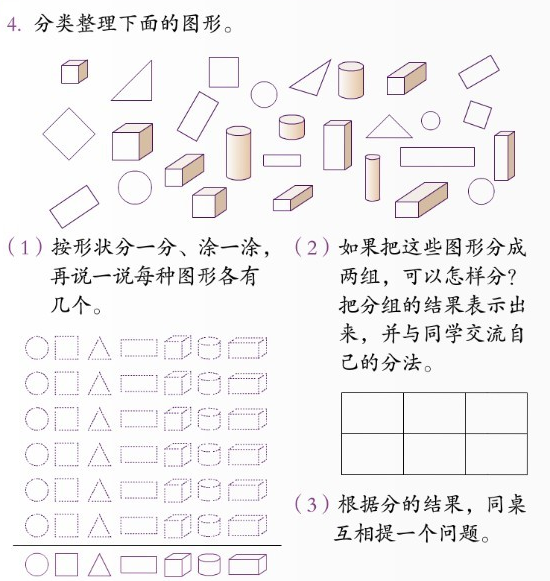 4. 分类整理下面的图形。
（1）按形状分一分、涂一涂，
再说一说每种图形各有
几个。
（2）如果把这些图形分成
两组，可以怎样分？
把分组的结果表示出
来，并与同学交流自
己的分法。
（3）根据分的结果，同桌
互相提一个问题。